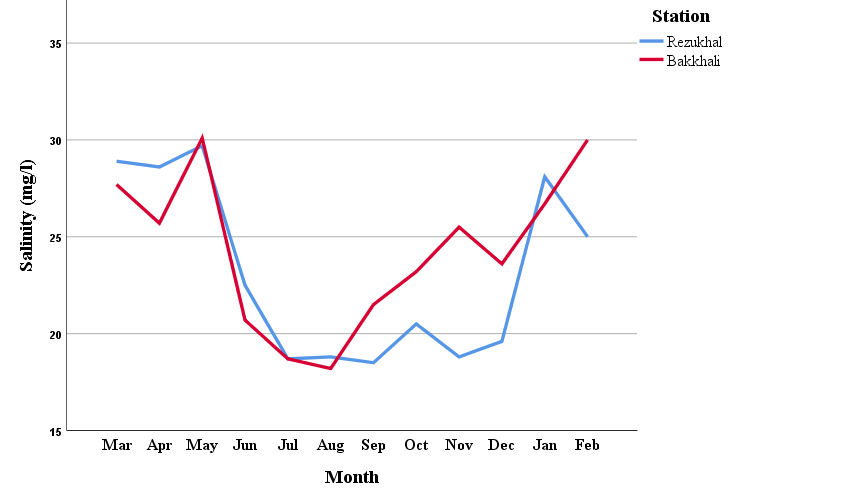 Station
Rezukhal
Bakkhali
35
30
25
20
15
Salinity (mg/l)
Mar Apr May Jun Jul Aug Sep Oct Nov Dec Jan Feb
Month